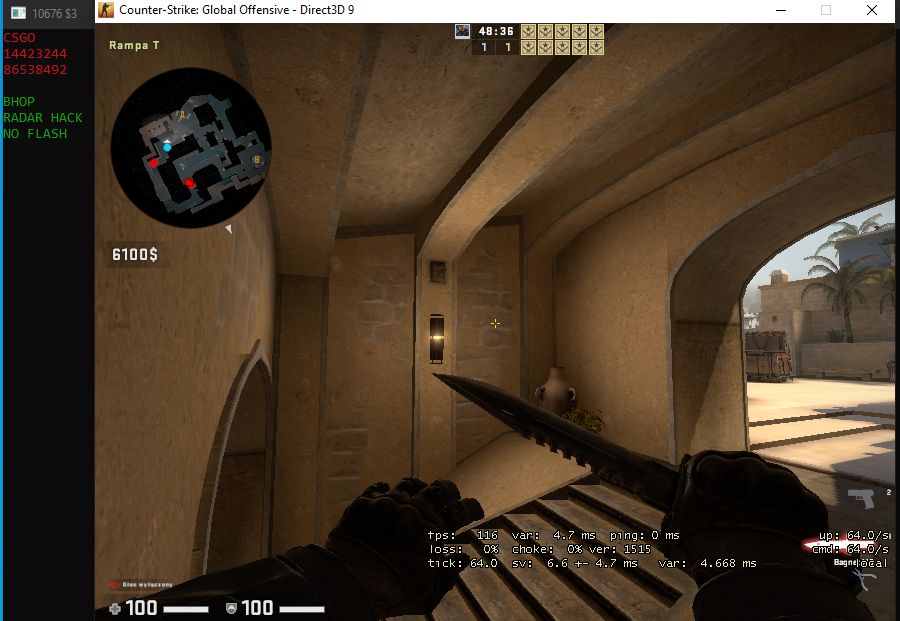 10676 $3
Counter-Strike: Global Offensive - Direct3D 9
CSGO
14423244
86538492
BHOP
RADAR HACK
NO FLASH
Rampa T
48:36
1 1
A
B
6100$
fps: 116 var: 4.7 ms ping: 0 ms
loss: 0% choke: 0% ver: 1515
tick: 64.0 sv: 6.6 +- 4.7 ms var: 4.668 ms
up: 64.0/s
cmd: 64.0/s
local
2
Głos wyłączony
100 100